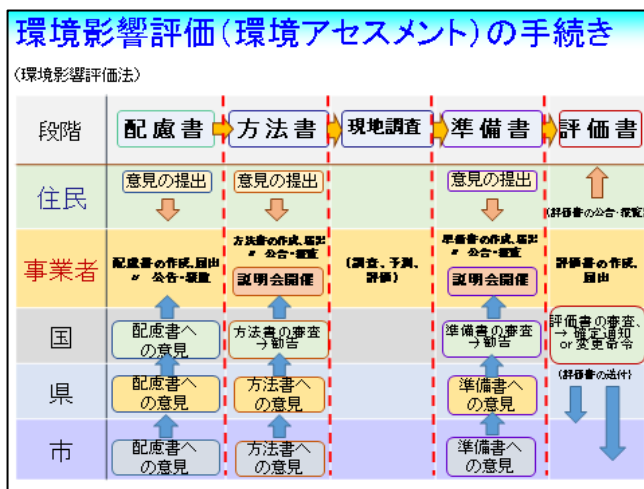 環境影響評価(環境アセスメント)の手続き
(環境影響評価法)
段階
配慮書
方法書
現地調査
準備書
評価書
住民
意見の提出
意見の提出
意見の提出
(評価書の公告・縦覧)
事業者
配慮書の作成、届出
〃 公告・縦覧
方法書の作成、届出
〃 公告・縦覧
説明会開催
(調査、予測、
評価)
準備書の作成、届出
〃 公告・縦覧
説明会開催
評価書の作成、
届出
国
配慮書へ
の意見
方法書の審査
→勧告
準備書の審査
→勧告
評価書の審査、
→ 確定通知
or 変更命令
県
配慮書へ
の意見
方法書へ
の意見
準備書へ
の意見
(評価書の送付)
市
配慮書へ
の意見
方法書へ
の意見
準備書へ
の意見